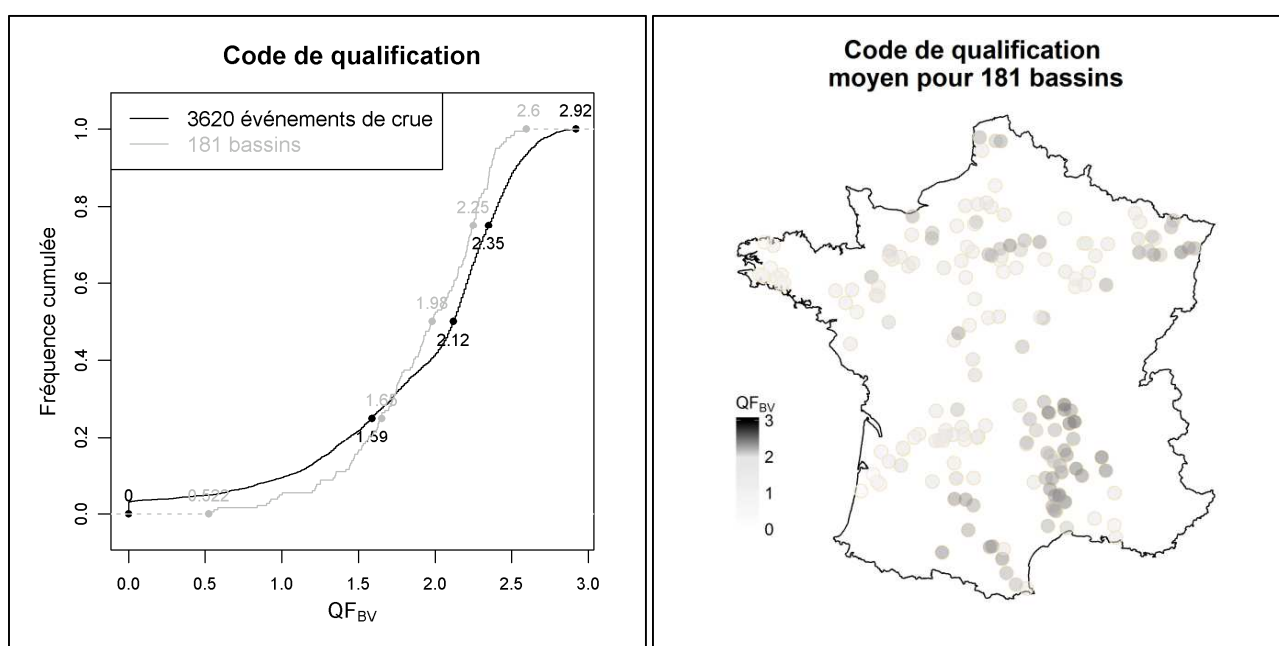 Code de qualification
3620 événements de crue
181 bassins
2.6
2.92
2.25
2.35
1.98
2.12
1.65
1.59
0
0.522
Fréquence cumulée
1.0
0.8
0.6
0.4
0.2
0.0
0.0 0.5 1.0 1.5 2.0 2.5 3.0
QFBV
Code de qualification
moyen pour 181 bassins
QFBV
3
2
1
0